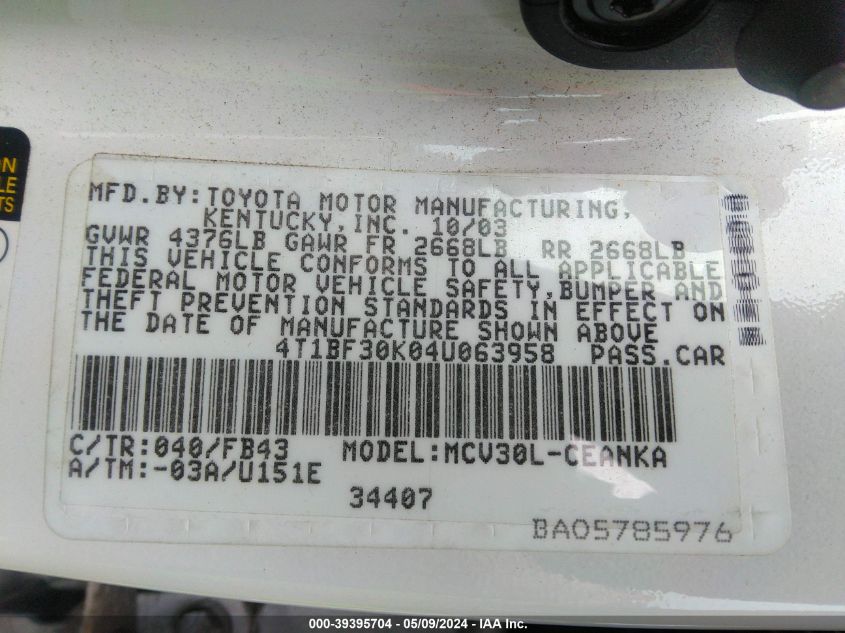 ON
LE
TS
MFD.BY:TOYOTA MOTOR MANUFACTURING,
KENTUCKY,INC. 10/03
GVWR 4376LB GAWR FR 2668LB RR 2668LB
THIS VEHICLE CONFORMS TO ALL APPLICABLE
FEDERAL MOTOR VEHICLE SAFETY,BUMPER AND
THEFT PREVENTION STANDARDS IN EFFECT ON
THE DATE OF MANUFACTURE SHOWN ABOVE
4T1BF30K04U063958 PASS.CAR
C/TR:040/FB43 MODEL:MCV30L-CEANKA
A/TM:-03A/U151E
34407
BA05785976
000-39395704 - 05/09/2024 - IAA Inc.